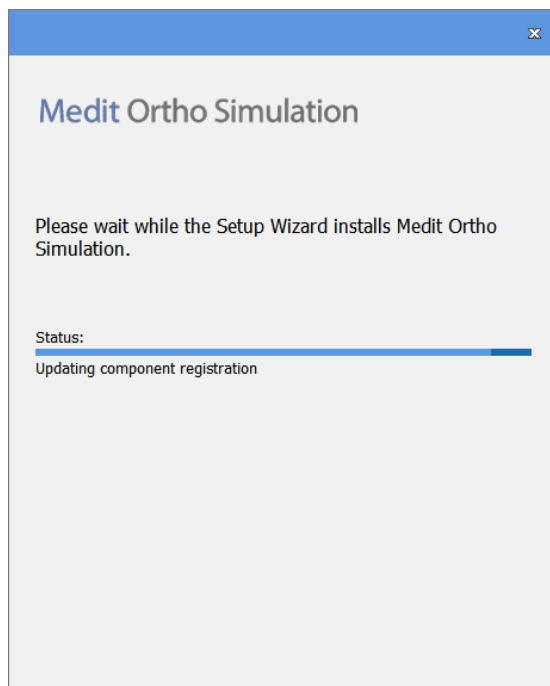 Medit Ortho Simulation
Please wait while the Setup Wizard installs Medit Ortho
Simulation.
Status:
Updating component registration